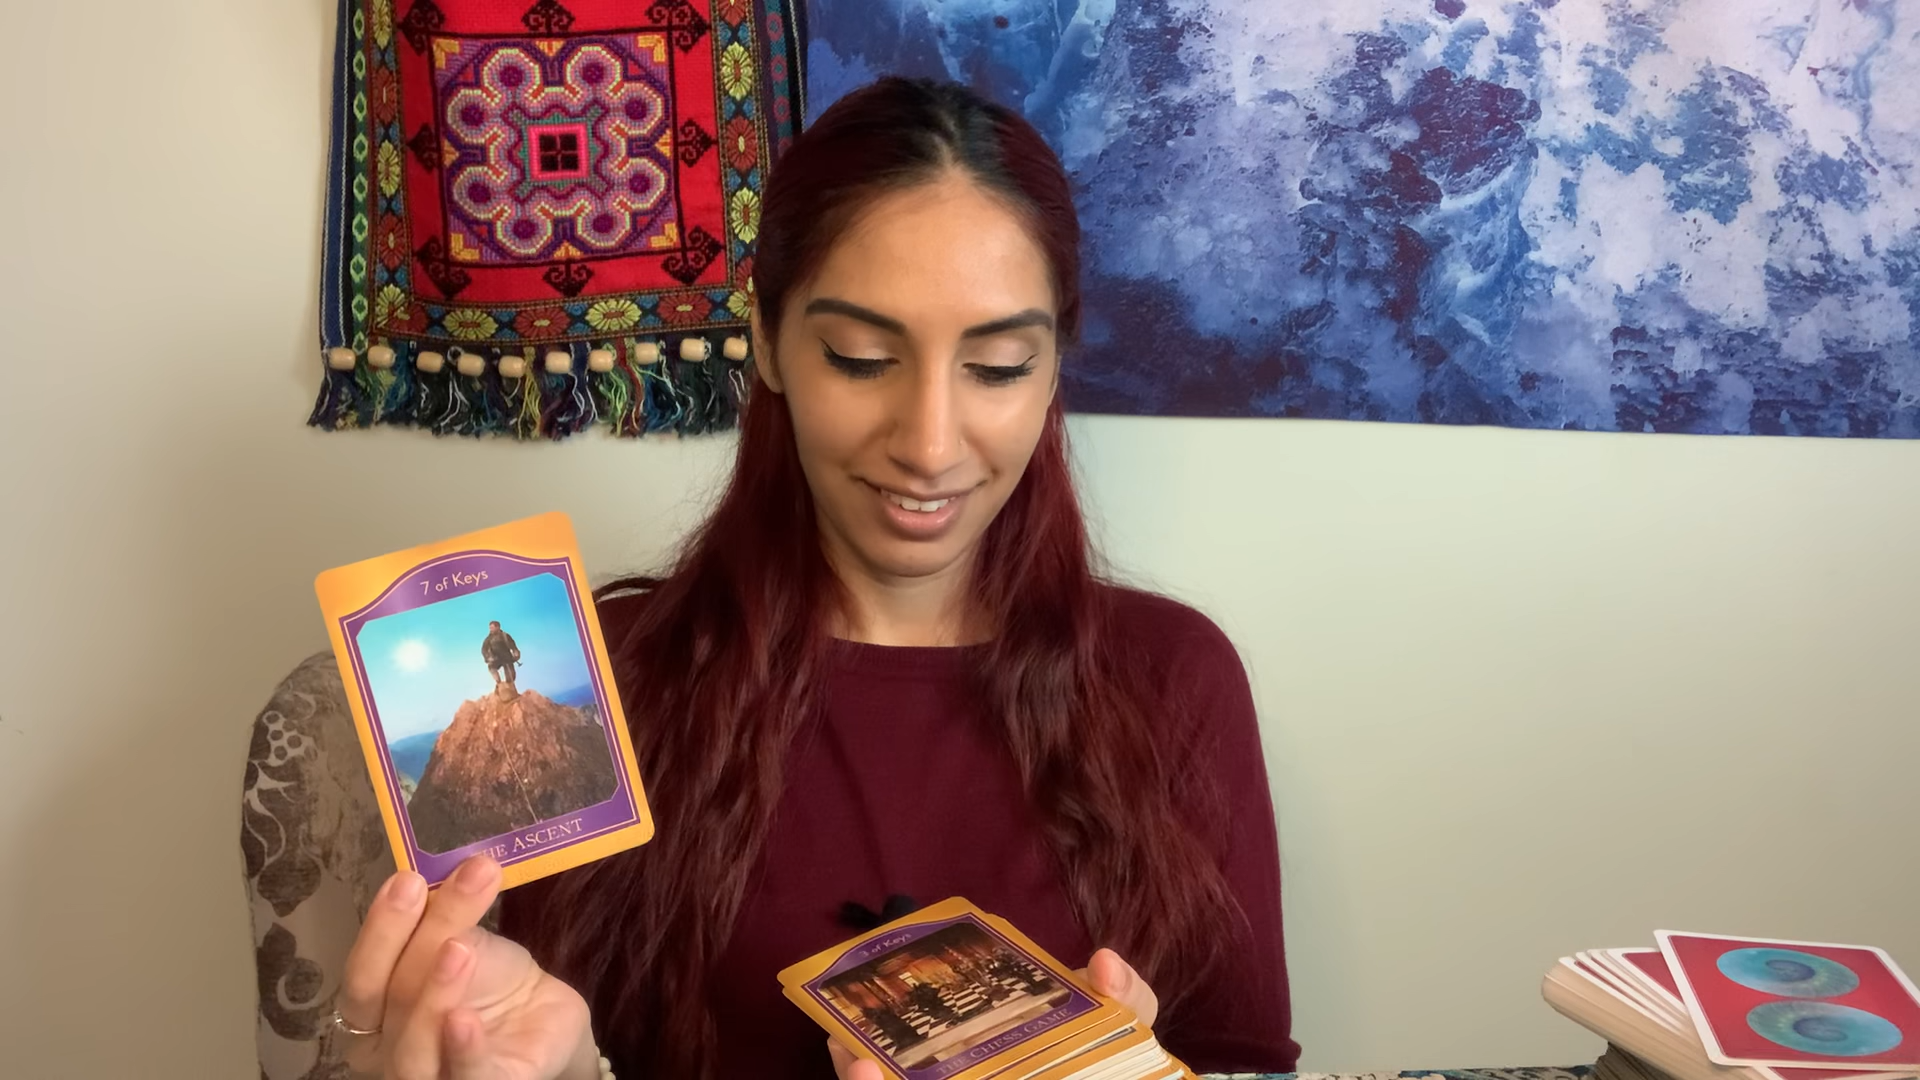 7 of Keys
THE ASCENT
3 of Keys
THE CHESS GAME